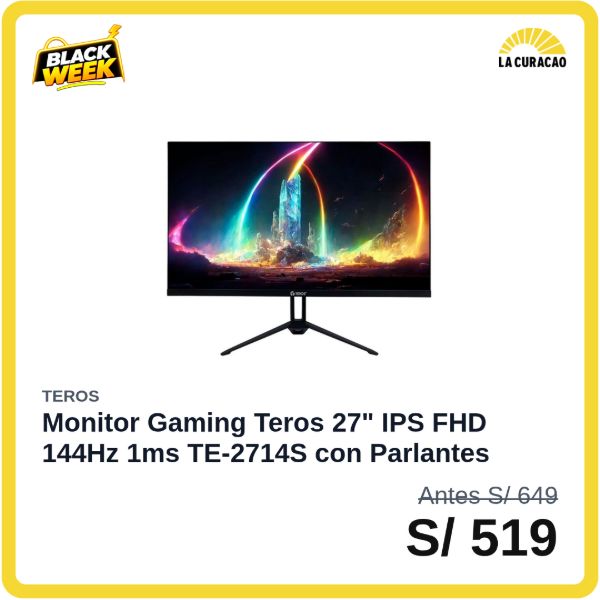 BLACK
WEEK
LA CURACAO
TEROS
TEROS
Monitor Gaming Teros 27" IPS FHD
144Hz 1ms TE-2714S con Parlantes
Antes S/ 649
S/ 519